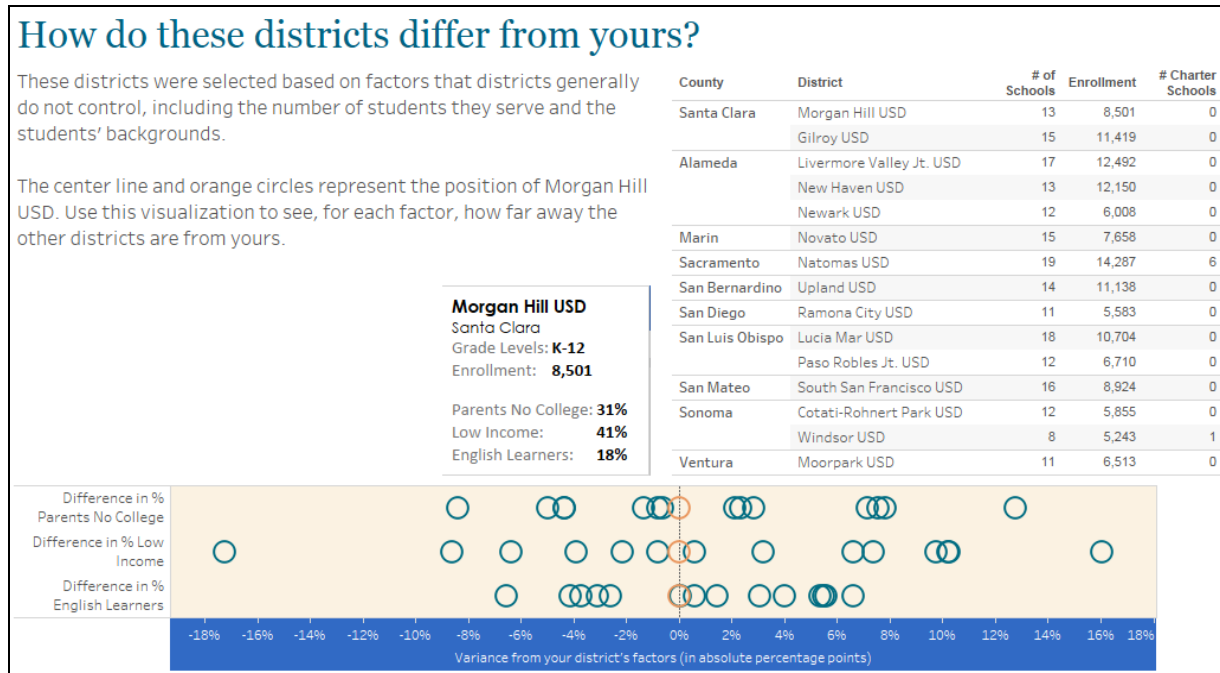 How do these districts differ from yours?
These districts were selected based on factors that districts generally
do not control, including the number of students they serve and the
students' backgrounds.
The center line and orange circles represent the position of Morgan Hill
USD. Use this visualization to see, for each factor, how far away the
other districts are from yours.
County District # of Schools Enrollment # Charter Schools
Santa Clara Morgan Hill USD 13 8,501 0
Gilroy USD 15 11,419 0
Alameda Livermore Valley Jt. USD 17 12,492 0
New Haven USD 13 12,150 0
Newark USD 12 6,008 0
Marin Novato USD 15 7,658 0
Sacramento Natomas USD 19 14,287 6
San Bernardino Upland USD 14 11,138 0
San Diego Ramona City USD 11 5,583 0
San Luis Obispo Lucia Mar USD 18 10,704 0
Paso Robles Jt. USD 12 6,710 0
San Mateo South San Francisco USD 16 8,924 0
Sonoma Cotati-Rohnert Park USD 12 5,855 0
Windsor USD 8 5,243 1
Ventura Moorpark USD 11 6,513 0
Morgan Hill USD
Santa Clara
Grade Levels: K-12
Enrollment: 8,501
Parents No College: 31%
Low Income: 41%
English Learners: 18%
Difference in %
Parents No College
Difference in % Low
Income
Difference in %
English Learners
-18% -16% -14% -12% -10% -8% -6% -4% -2% 0% 2% 4% 6% 8% 10% 12% 14% 16% 18%
Variance from your district's factors (in absolute percentage points)